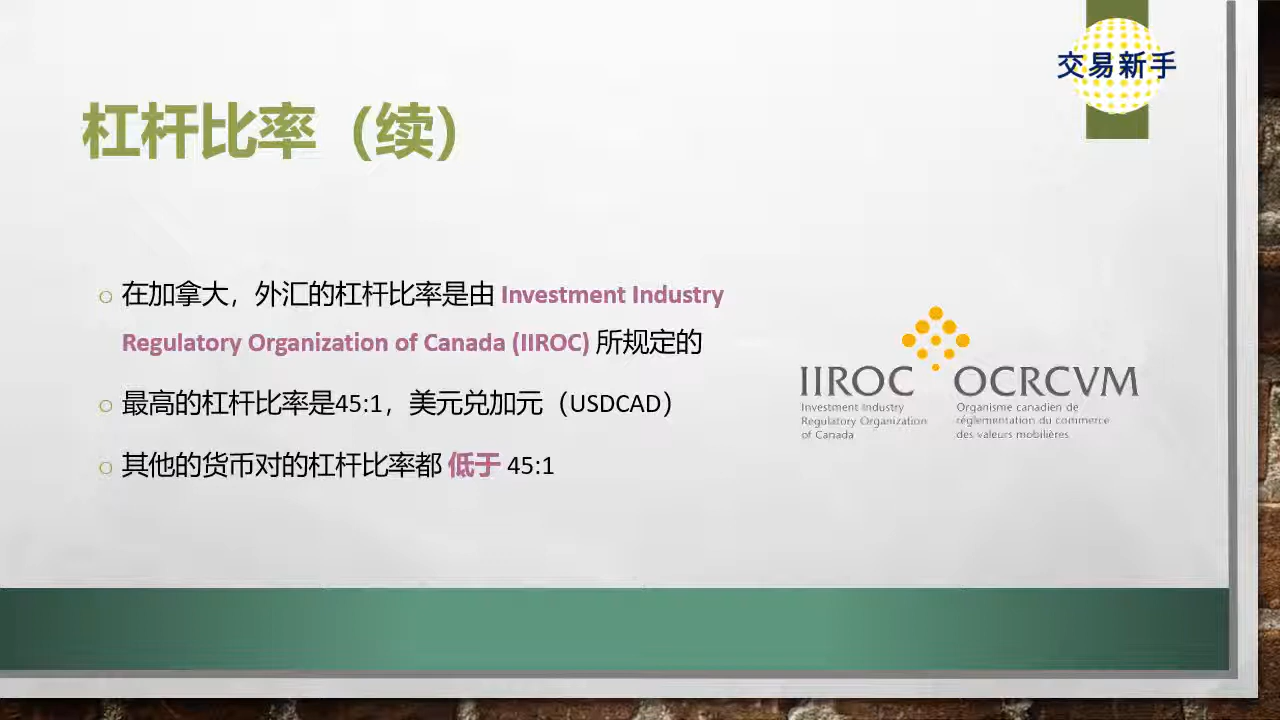 交易新手
杠杆比率（续）
在加拿大，外汇的杠杆比率是由 Investment Industry
Regulatory Organization of Canada (IIROC) 所规定的
最高的杠杆比率是45:1，美元兑加元（USDCAD）
其他的货币对的杠杆比率都 低于 45:1
IIROC OCRCVM
Investment Industry
Regulatory Organization
of Canada
Organisme canadien de
réglementation du commerce
des valeurs mobilières